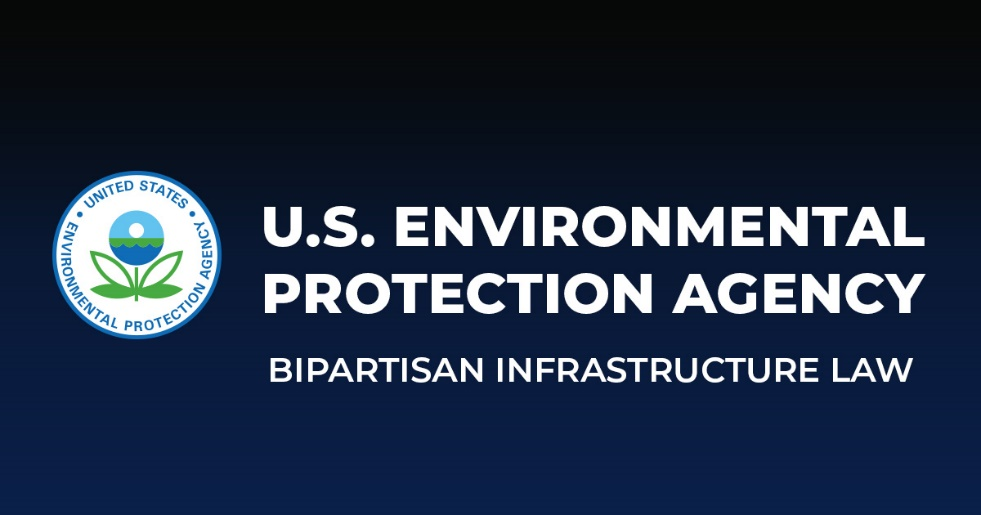 UNITED STATES
ENVIRONMENTAL PROTECTION AGENCY
U.S. ENVIRONMENTAL
PROTECTION AGENCY
BIPARTISAN INFRASTRUCTURE LAW